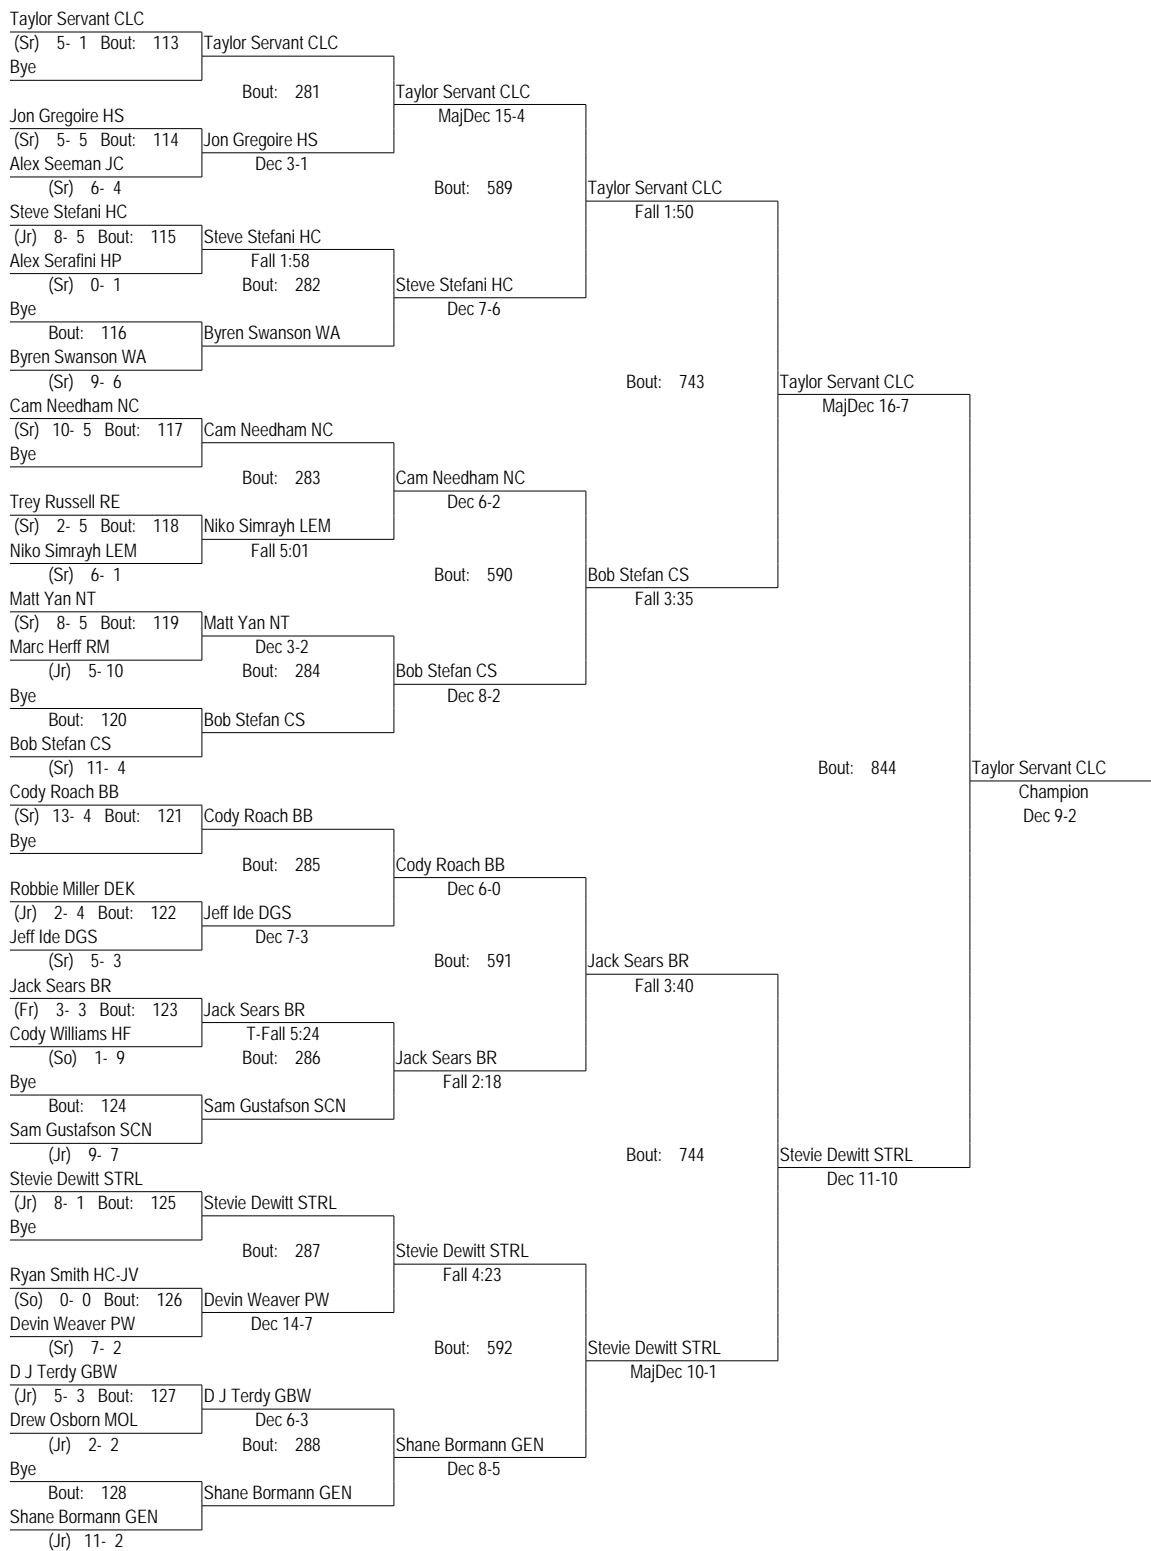 Taylor Servant CLC
(Sr) 5- 1 Bout: 113 Taylor Servant CLC
Bye
Bout: 281 Taylor Servant CLC
Jon Gregoire HS MajDec 15-4
(Sr) 5- 5 Bout: 114 Jon Gregoire HS
Alex Seeman JC Dec 3-1
(Sr) 6- 4 Bout: 589 Taylor Servant CLC
Steve Stefani HC Fall 1:50
(Jr) 8- 5 Bout: 115 Steve Stefani HC
Alex Serafini HP Fall 1:58
(Sr) 0- 1 Bout: 282 Steve Stefani HC
Bye Dec 7-6
Bout: 116 Byren Swanson WA
Byren Swanson WA
(Sr) 9- 6 Bout: 743 Taylor Servant CLC
Cam Needham NC MajDec 16-7
(Sr) 10- 5 Bout: 117 Cam Needham NC
Bye
Bout: 283 Cam Needham NC
Trey Russell RE Dec 6-2
(Sr) 2- 5 Bout: 118 Niko Simrayh LEM
Niko Simrayh LEM Fall 5:01
(Sr) 6- 1 Bout: 590 Bob Stefan CS
Matt Yan NT Fall 3:35
(Sr) 8- 5 Bout: 119 Matt Yan NT
Marc Herff RM Dec 3-2
(Jr) 5- 10 Bout: 284 Bob Stefan CS
Bye Dec 8-2
Bout: 120 Bob Stefan CS
Bob Stefan CS
(Sr) 11- 4 Bout: 844 Taylor Servant CLC
Cody Roach BB Champion
(Sr) 13- 4 Bout: 121 Cody Roach BB Dec 9-2
Bye
Bout: 285 Cody Roach BB
Robbie Miller DEK Dec 6-0
(Jr) 2- 4 Bout: 122 Jeff Ide DGS
Jeff Ide DGS Dec 7-3
(Sr) 5- 3 Bout: 591 Jack Sears BR
Jack Sears BR Fall 3:40
(Fr) 3- 3 Bout: 123 Jack Sears BR
Cody Williams HF T-Fall 5:24
(So) 1- 9 Bout: 286 Jack Sears BR
Bye Fall 2:18
Bout: 124 Sam Gustafson SCN
Sam Gustafson SCN
(Jr) 9- 7 Bout: 744 Stevie Dewitt STRL
Stevie Dewitt STRL Dec 11-10
(Jr) 8- 1 Bout: 125 Stevie Dewitt STRL
Bye
Bout: 287 Stevie Dewitt STRL
Ryan Smith HC-JV Fall 4:23
(So) 0- 0 Bout: 126 Devin Weaver PW
Devin Weaver PW Dec 14-7
(Sr) 7- 2 Bout: 592 Stevie Dewitt STRL
D J Terdy GBW MajDec 10-1
(Jr) 5- 3 Bout: 127 D J Terdy GBW
Drew Osborn MOL Dec 6-3
(Jr) 2- 2 Bout: 288 Shane Bormann GEN
Bye Dec 8-5
Bout: 128 Shane Bormann GEN
Shane Bormann GEN
(Jr) 11- 2